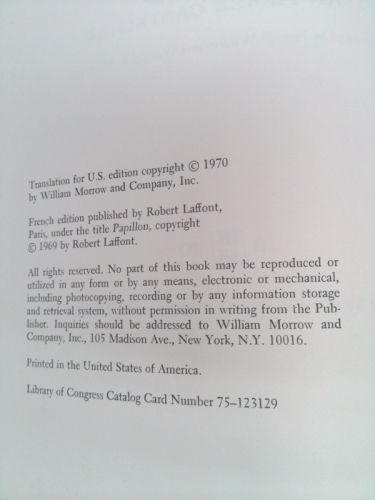 Translation for U.S. edition copyright © 1970
by William Morrow and Company, Inc.
French edition published by Robert Laffont,
Paris, under the title Papillon, copyright
© 1969 by Robert Laffont.
All rights reserved. No part of this book may be reproduced or
utilized in any form or by any means, electronic or mechanical,
including photocopying, recording or by any information storage
and retrieval system, without permission in writing from the Pub-
lisher. Inquiries should be addressed to William Morrow and
Company, Inc., 105 Madison Ave., New York, N.Y. 10016.
Printed in the United States of America.
Library of Congress Catalog Card Number 75–123129